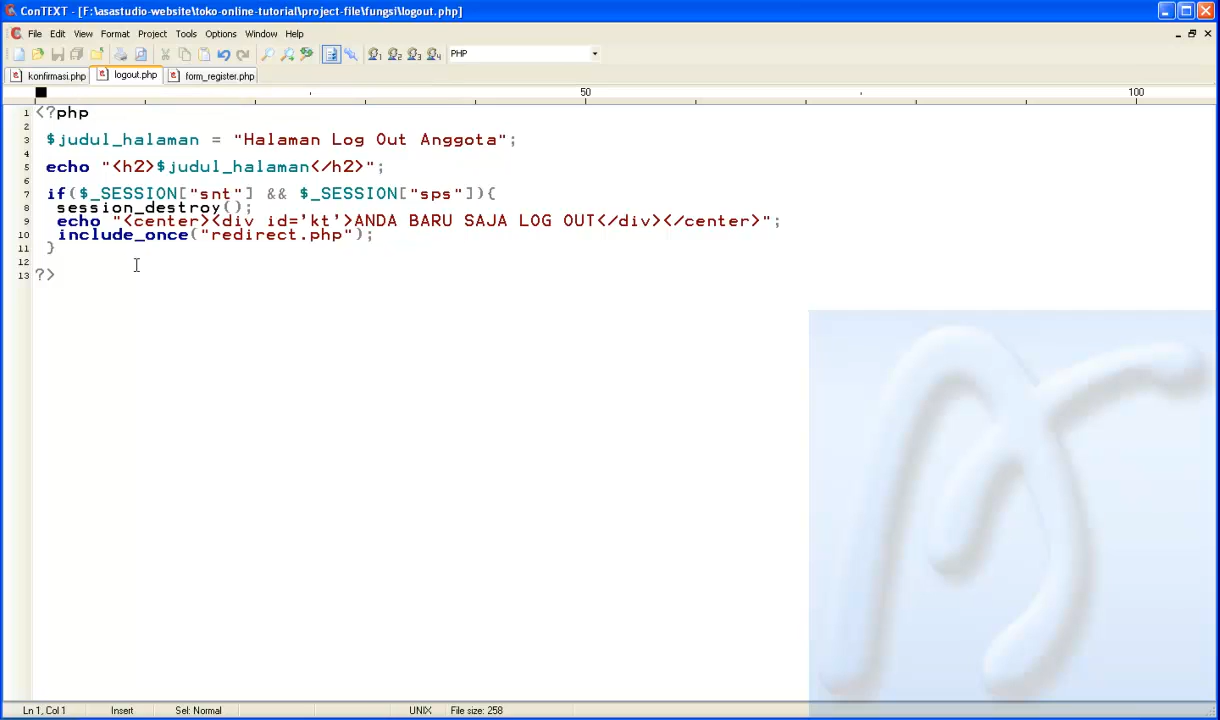 ConTEXT - [F:\asastudio-website\toko-online-tutorial\project-file\fungsi\logout.php]
File Edit View Format Project Tools Options Window Help
1 2 3 4 PHP
konfirmasi.php logout.php form_register.php
50 100
1 <?php
2
3 $judul_halaman = "Halaman Log Out Anggota";
4
5 echo "<h2>$judul_halaman</h2>";
6
7 if($_SESSION["snt"] && $_SESSION["sps"]){
8 session_destroy();
9 echo "<center><div id='kt'>ANDA BARU SAJA LOG OUT</div></center>";
10 include_once("redirect.php");
11 }
12
13 ?>
Ln 1, Col 1 Insert Sel: Normal UNIX File size: 258